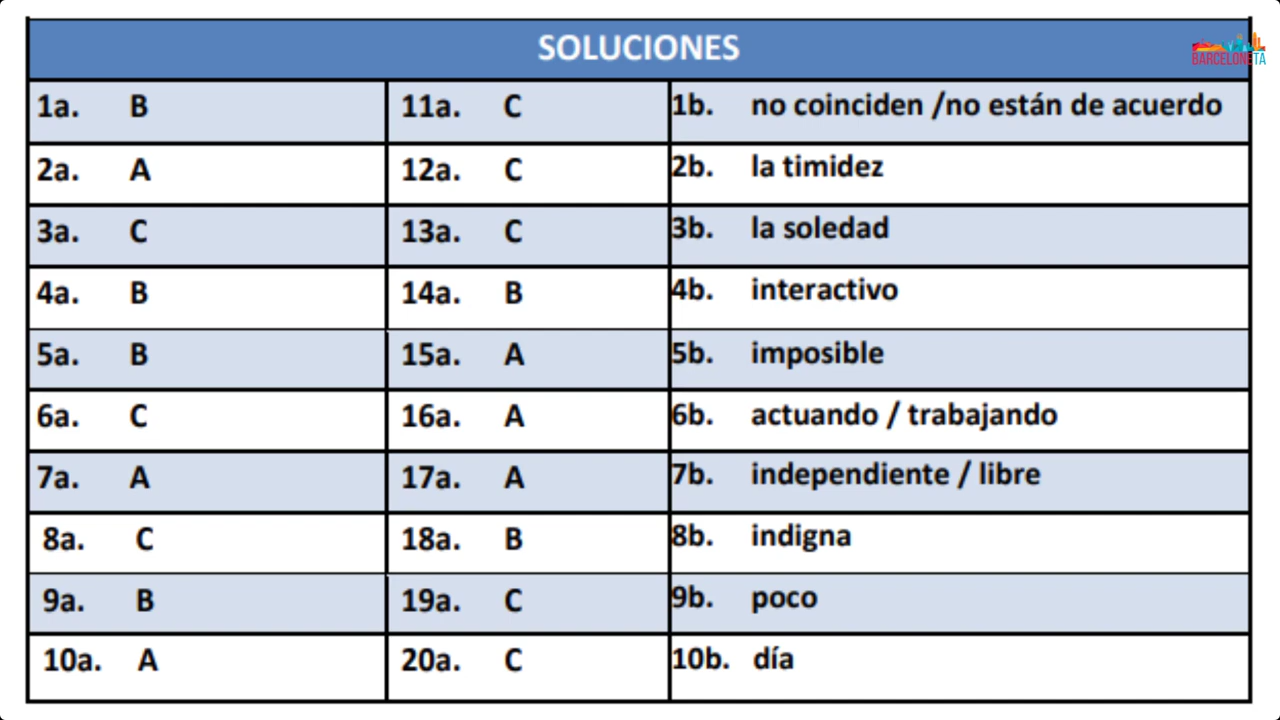 SOLUCIONES
BARCELONETA
1a. B 11a. C 1b. no coinciden /no están de acuerdo
2a. A 12a. C 2b. la timidez
3a. C 13a. C 3b. la soledad
4a. B 14a. B 4b. interactivo
5a. B 15a. A 5b. imposible
6a. C 16a. A 6b. actuando / trabajando
7a. A 17a. A 7b. independiente / libre
8a. C 18a. B 8b. indigna
9a. B 19a. C 9b. poco
10a. A 20a. C 10b. día